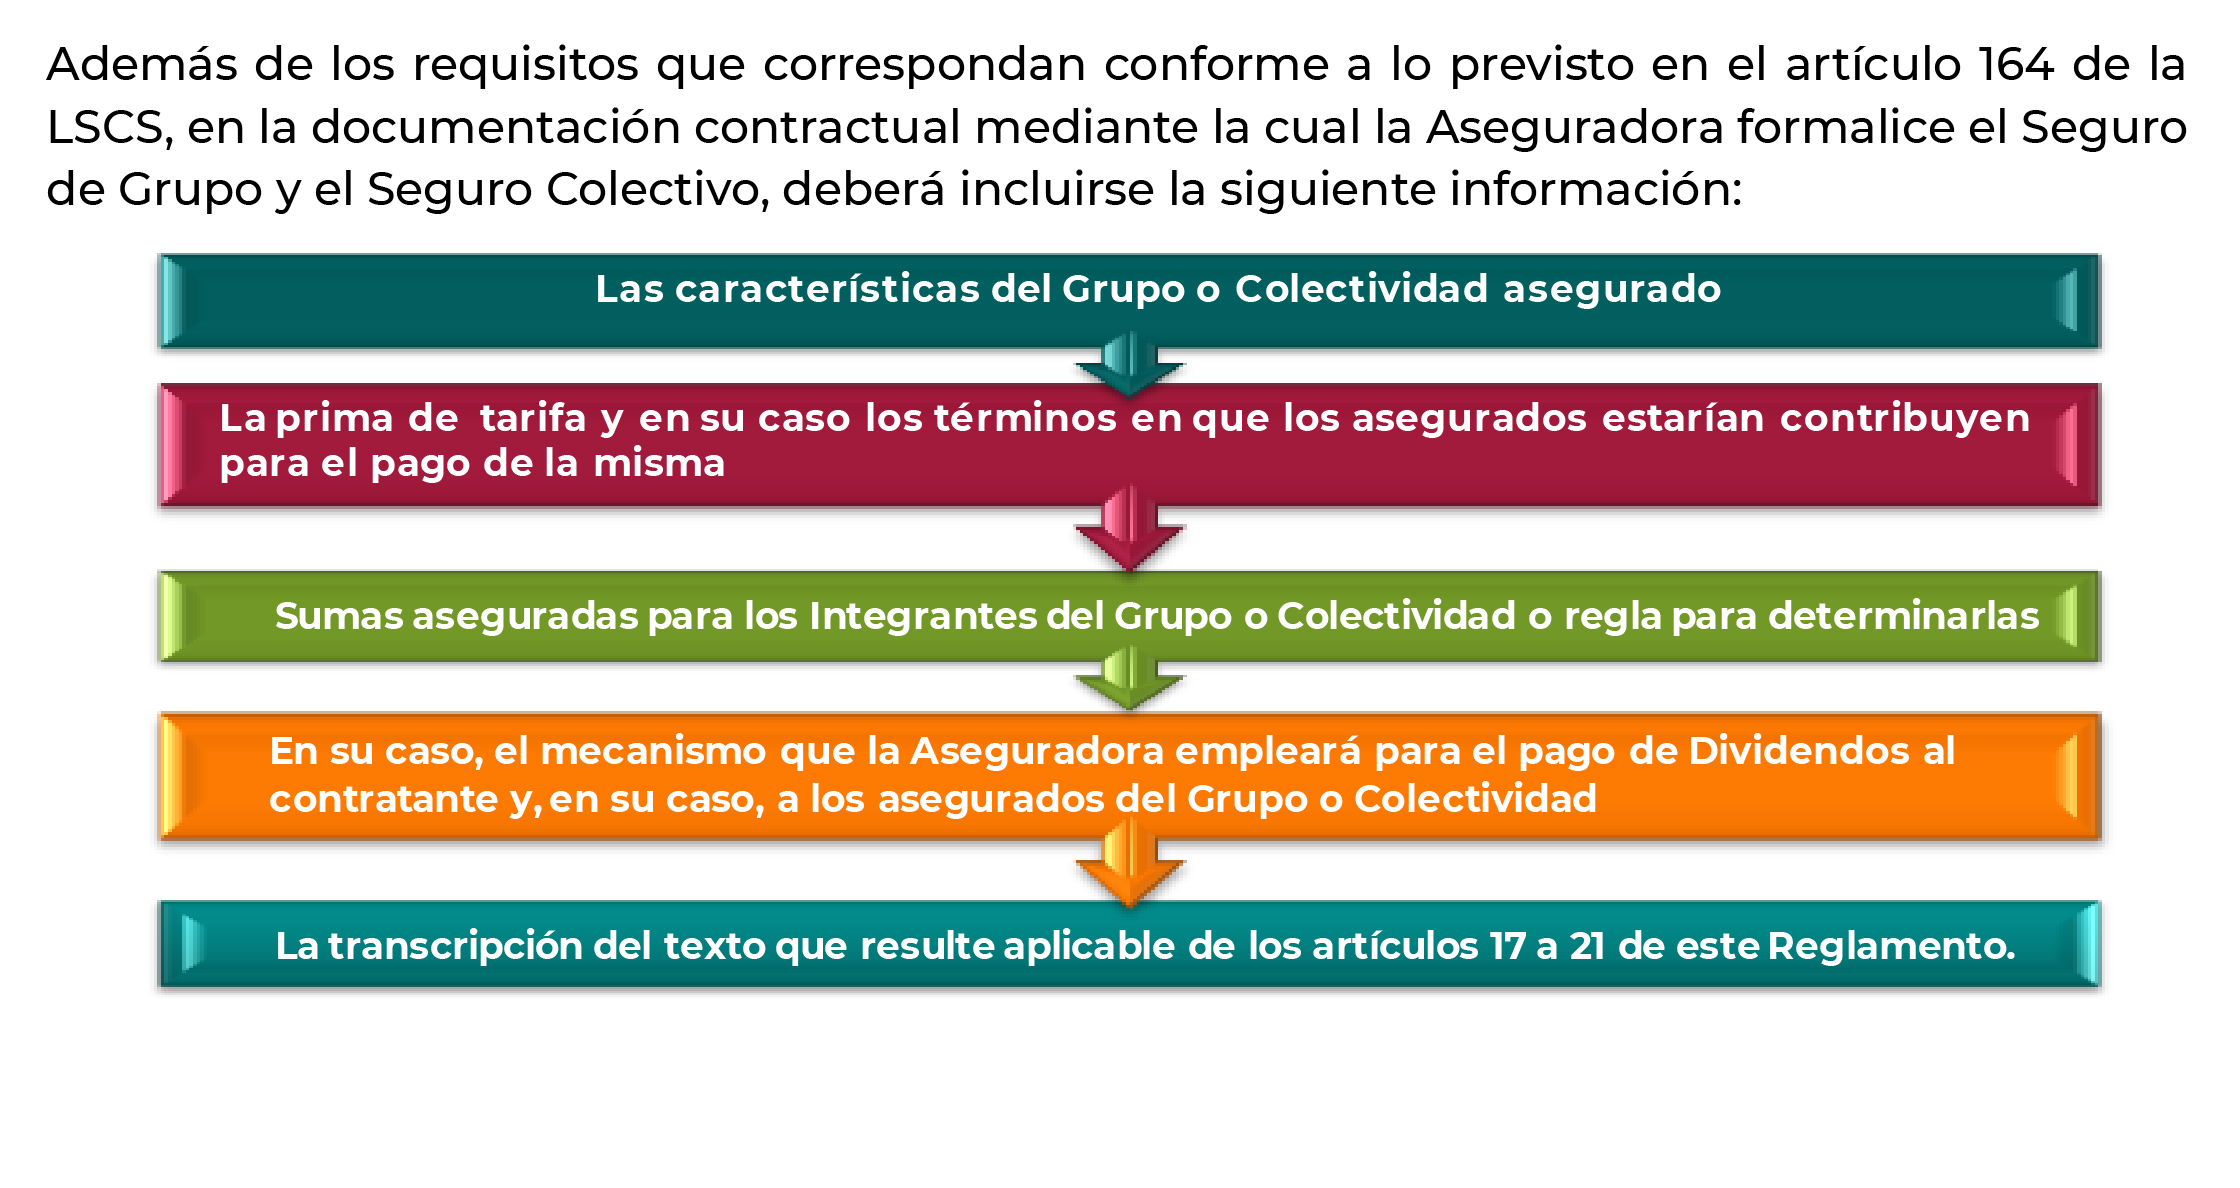 Además de los requisitos que correspondan conforme a lo previsto en el artículo 164 de la
LSCS, en la documentación contractual mediante la cual la Aseguradora formalice el Seguro
de Grupo y el Seguro Colectivo, deberá incluirse la siguiente información:
Las características del Grupo o Colectividad asegurado
La prima de tarifa y en su caso los términos en que los asegurados estarían contribuyen
para el pago de la misma
Sumas aseguradas para los Integrantes del Grupo o Colectividad o regla para determinarlas
En su caso, el mecanismo que la Aseguradora empleará para el pago de Dividendos al
contratante y, en su caso, a los asegurados del Grupo o Colectividad
La transcripción del texto que resulte aplicable de los artículos 17 a 21 de este Reglamento.